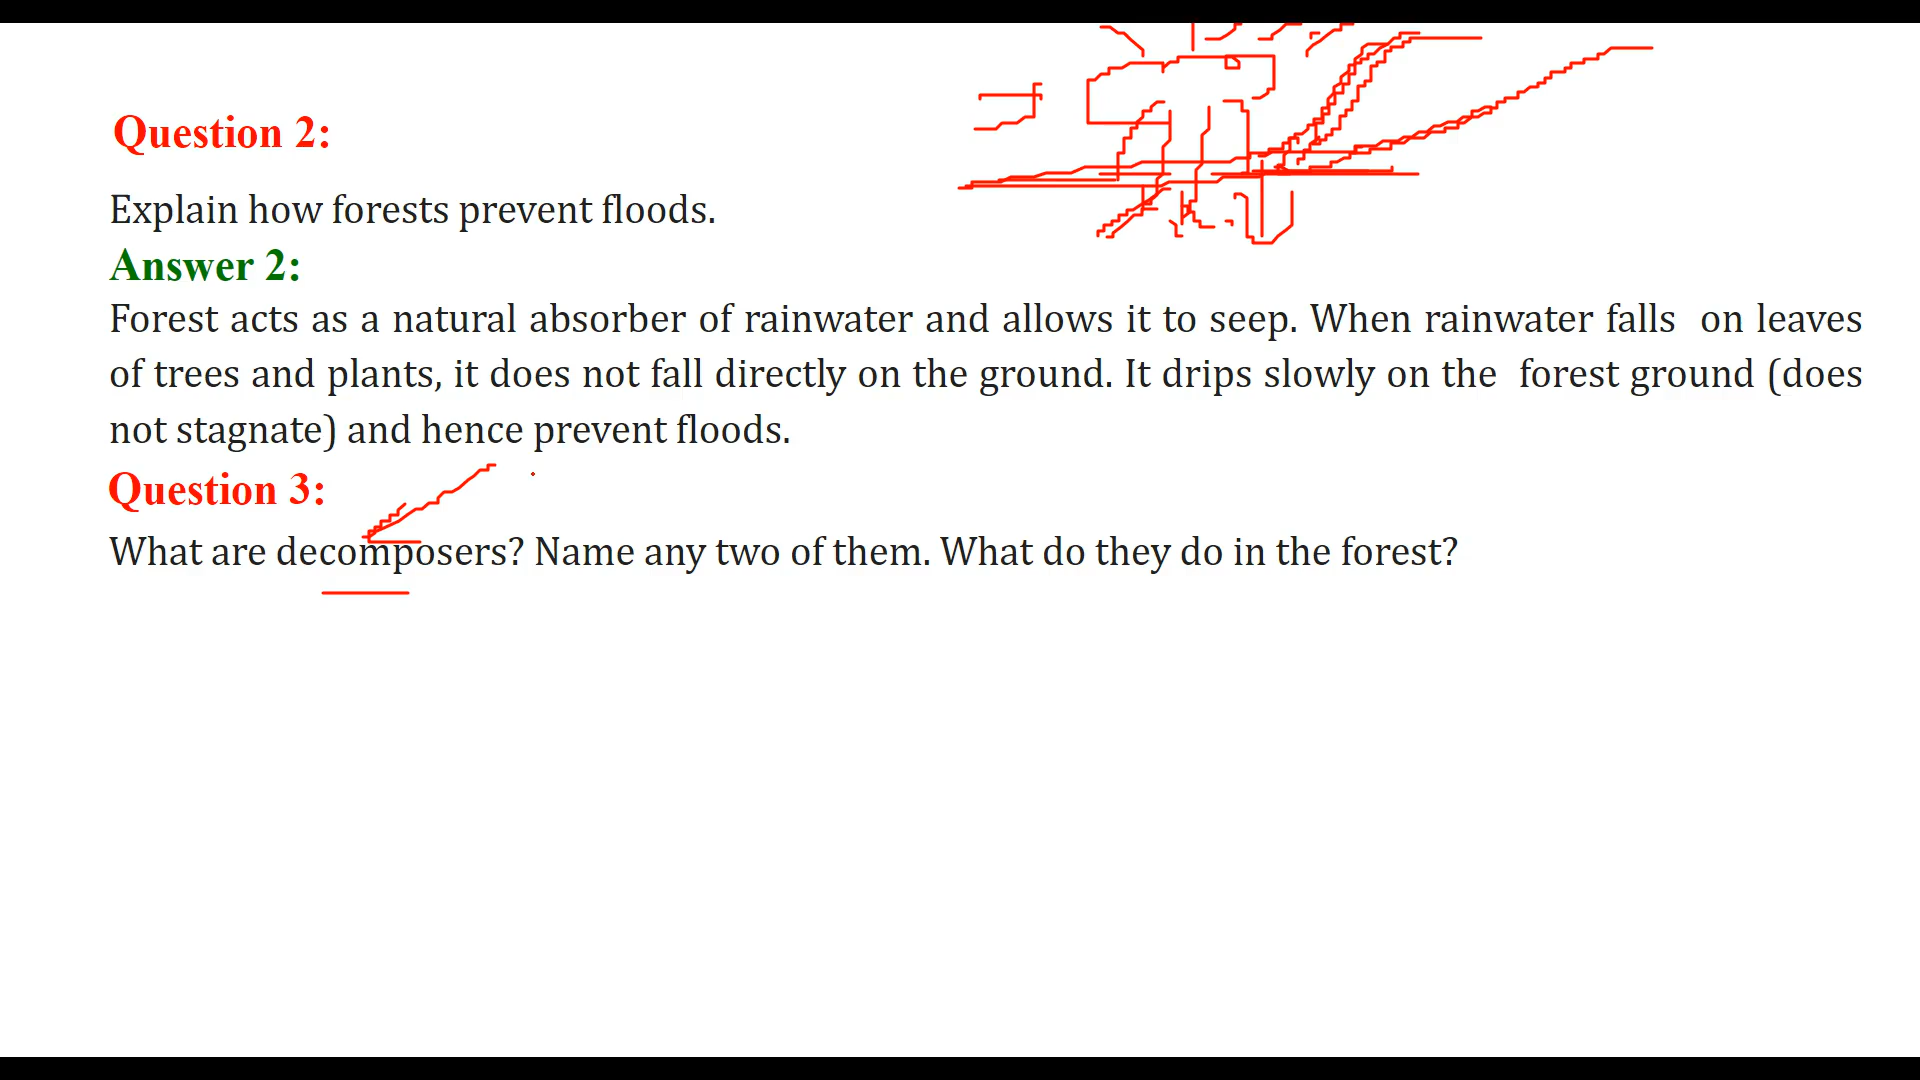 Question 2:
Explain how forests prevent floods.
Answer 2:
Forest acts as a natural absorber of rainwater and allows it to seep. When rainwater falls on leaves
of trees and plants, it does not fall directly on the ground. It drips slowly on the forest ground (does
not stagnate) and hence prevent floods.
Question 3:
What are decomposers? Name any two of them. What do they do in the forest?